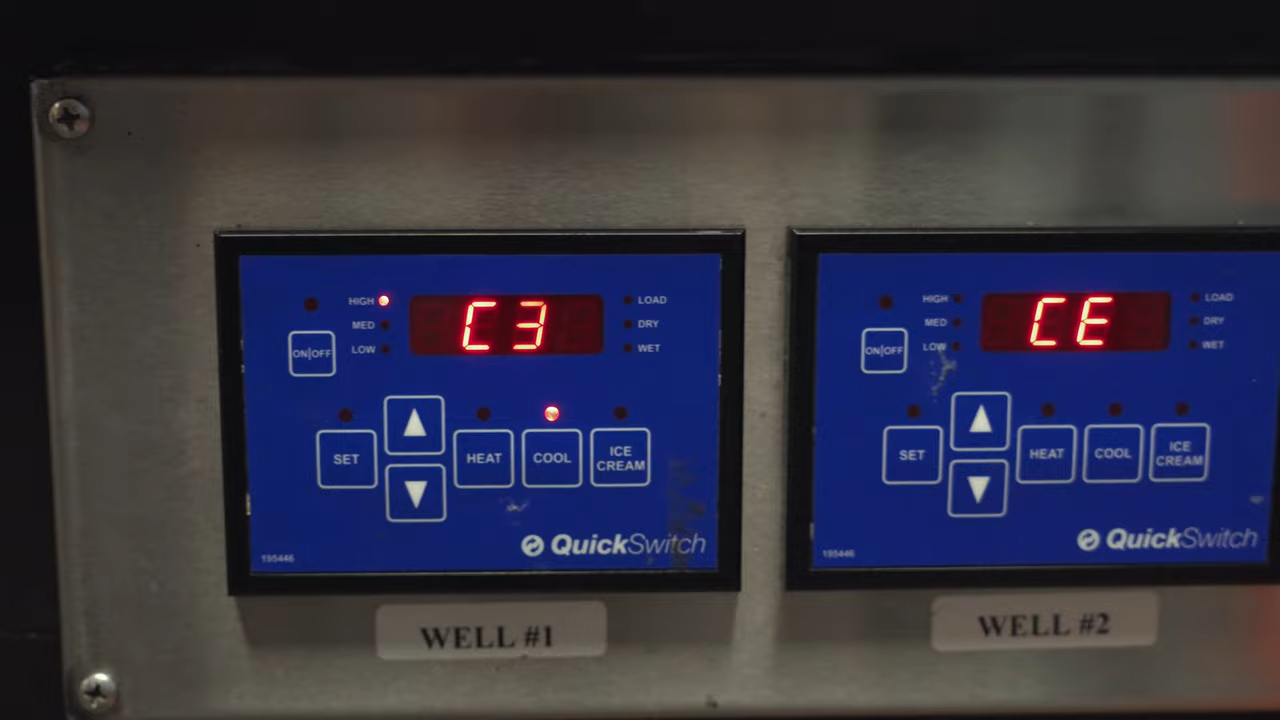 HIGH
MED
LOW
C3
LOAD
DRY
WET
ON|OFF
SET
HEAT
COOL
ICE CREAM
195446
QuickSwitch
WELL #1
HIGH
MED
LOW
CE
LOAD
DRY
WET
ON|OFF
SET
HEAT
COOL
ICE CREAM
195446
QuickSwitch
WELL #2